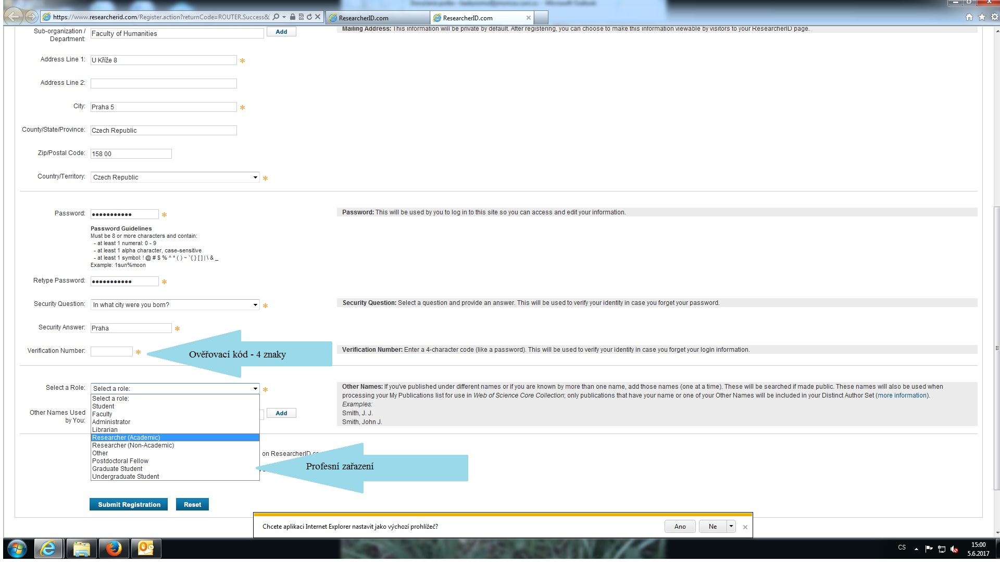 https://www.researcherid.com/Register.action?returnCode=ROUTER.Success&
ResearcherID.com
ResearcherID.com
Sub-organization /
Department:
Faculty of Humanities
Add
Mailing Address: This information will be private by default. After registering, you can choose to make this information viewable by visitors to your ResearcherID page.
Address Line 1: U Kříže 8 *
Address Line 2:
City: Praha 5 *
County/State/Province: Czech Republic
Zip/Postal Code: 158 00
Country/Territory: Czech Republic *
Password: ●●●●●●●●●●● *
Password: This will be used by you to log in to this site so you can access and edit your information.
Password Guidelines
Must be 8 or more characters and contain:
- at least 1 numeral: 0 - 9
- at least 1 alpha character, case-sensitive
- at least 1 symbol: ! @ # $ % ^ * ( ) ~ `{ } [ ] | \ & _
Example: 1sun%moon
Retype Password: ●●●●●●●●●●● *
Security Question: In what city were you born? *
Security Question: Select a question and provide an answer. This will be used to verify your identity in case you forget your password.
Security Answer: Praha *
Verification Number: *
Ověřovací kód - 4 znaky
Verification Number: Enter a 4-character code (like a password). This will be used to verify your identity in case you forget your login information.
Select a Role: Select a role: *
Other Names: If you've published under different names or if you are known by more than one name, add those names (one at a time). These will be searched if made public. These names will also be used when
processing your My Publications list for use in Web of Science Core Collection; only publications that have your name or one of your Other Names will be included in your Distinct Author Set (more information).
Examples:
Smith, J. J.
Smith, John J.
Select a role:
Student
Faculty
Administrator
Librarian
Researcher (Academic)
Researcher (Non-Academic)
Other
Postdoctoral Fellow
Graduate Student
Undergraduate Student
Other Names Used
by You:
Add
on ResearcherID
Profesní zařazení
Submit Registration
Reset
Chcete aplikaci Internet Explorer nastavit jako výchozí prohlížeč?
Ano
Ne
CS
15:00
5.6.2017